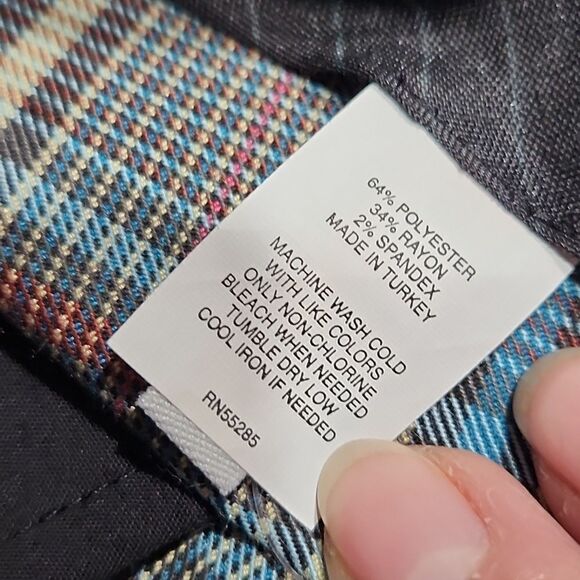 64% POLYESTER
34% RAYON
2% SPANDEX
MADE IN TURKEY
MACHINE WASH COLD
WITH LIKE COLORS
ONLY NON-CHLORINE
BLEACH WHEN NEEDED
TUMBLE DRY LOW
COOL IRON IF NEEDED
RN55285